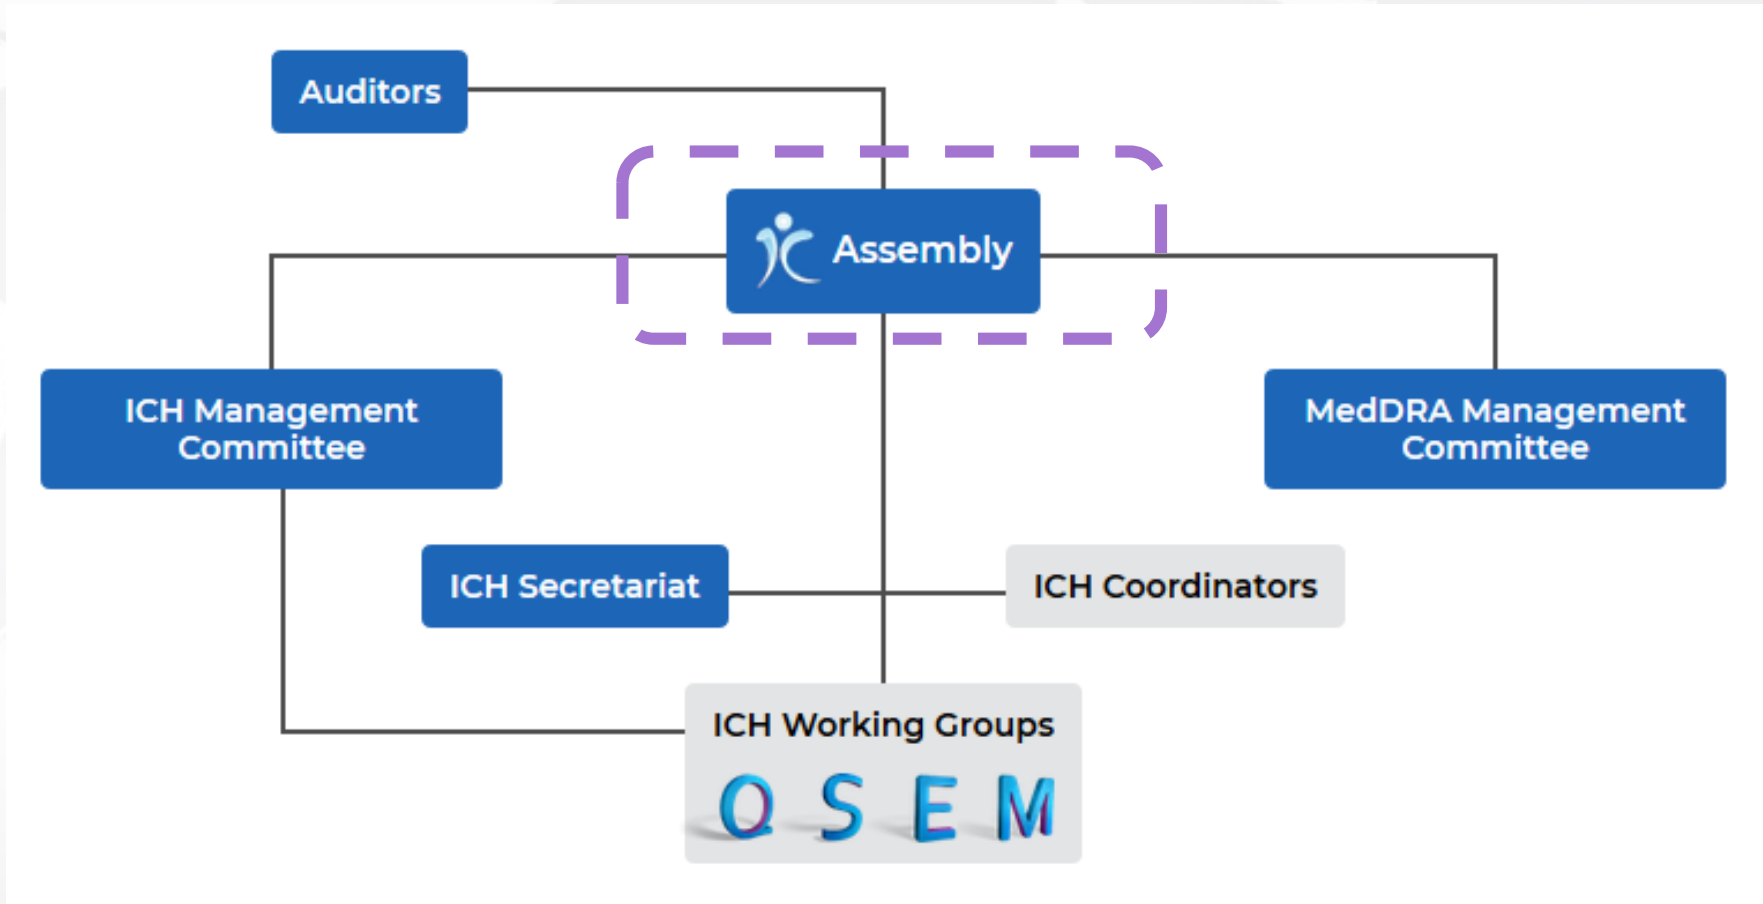 Auditors
Assembly
ICH Management
Committee
MedDRA Management
Committee
ICH Secretariat
ICH Coordinators
ICH Working Groups
Q S E M